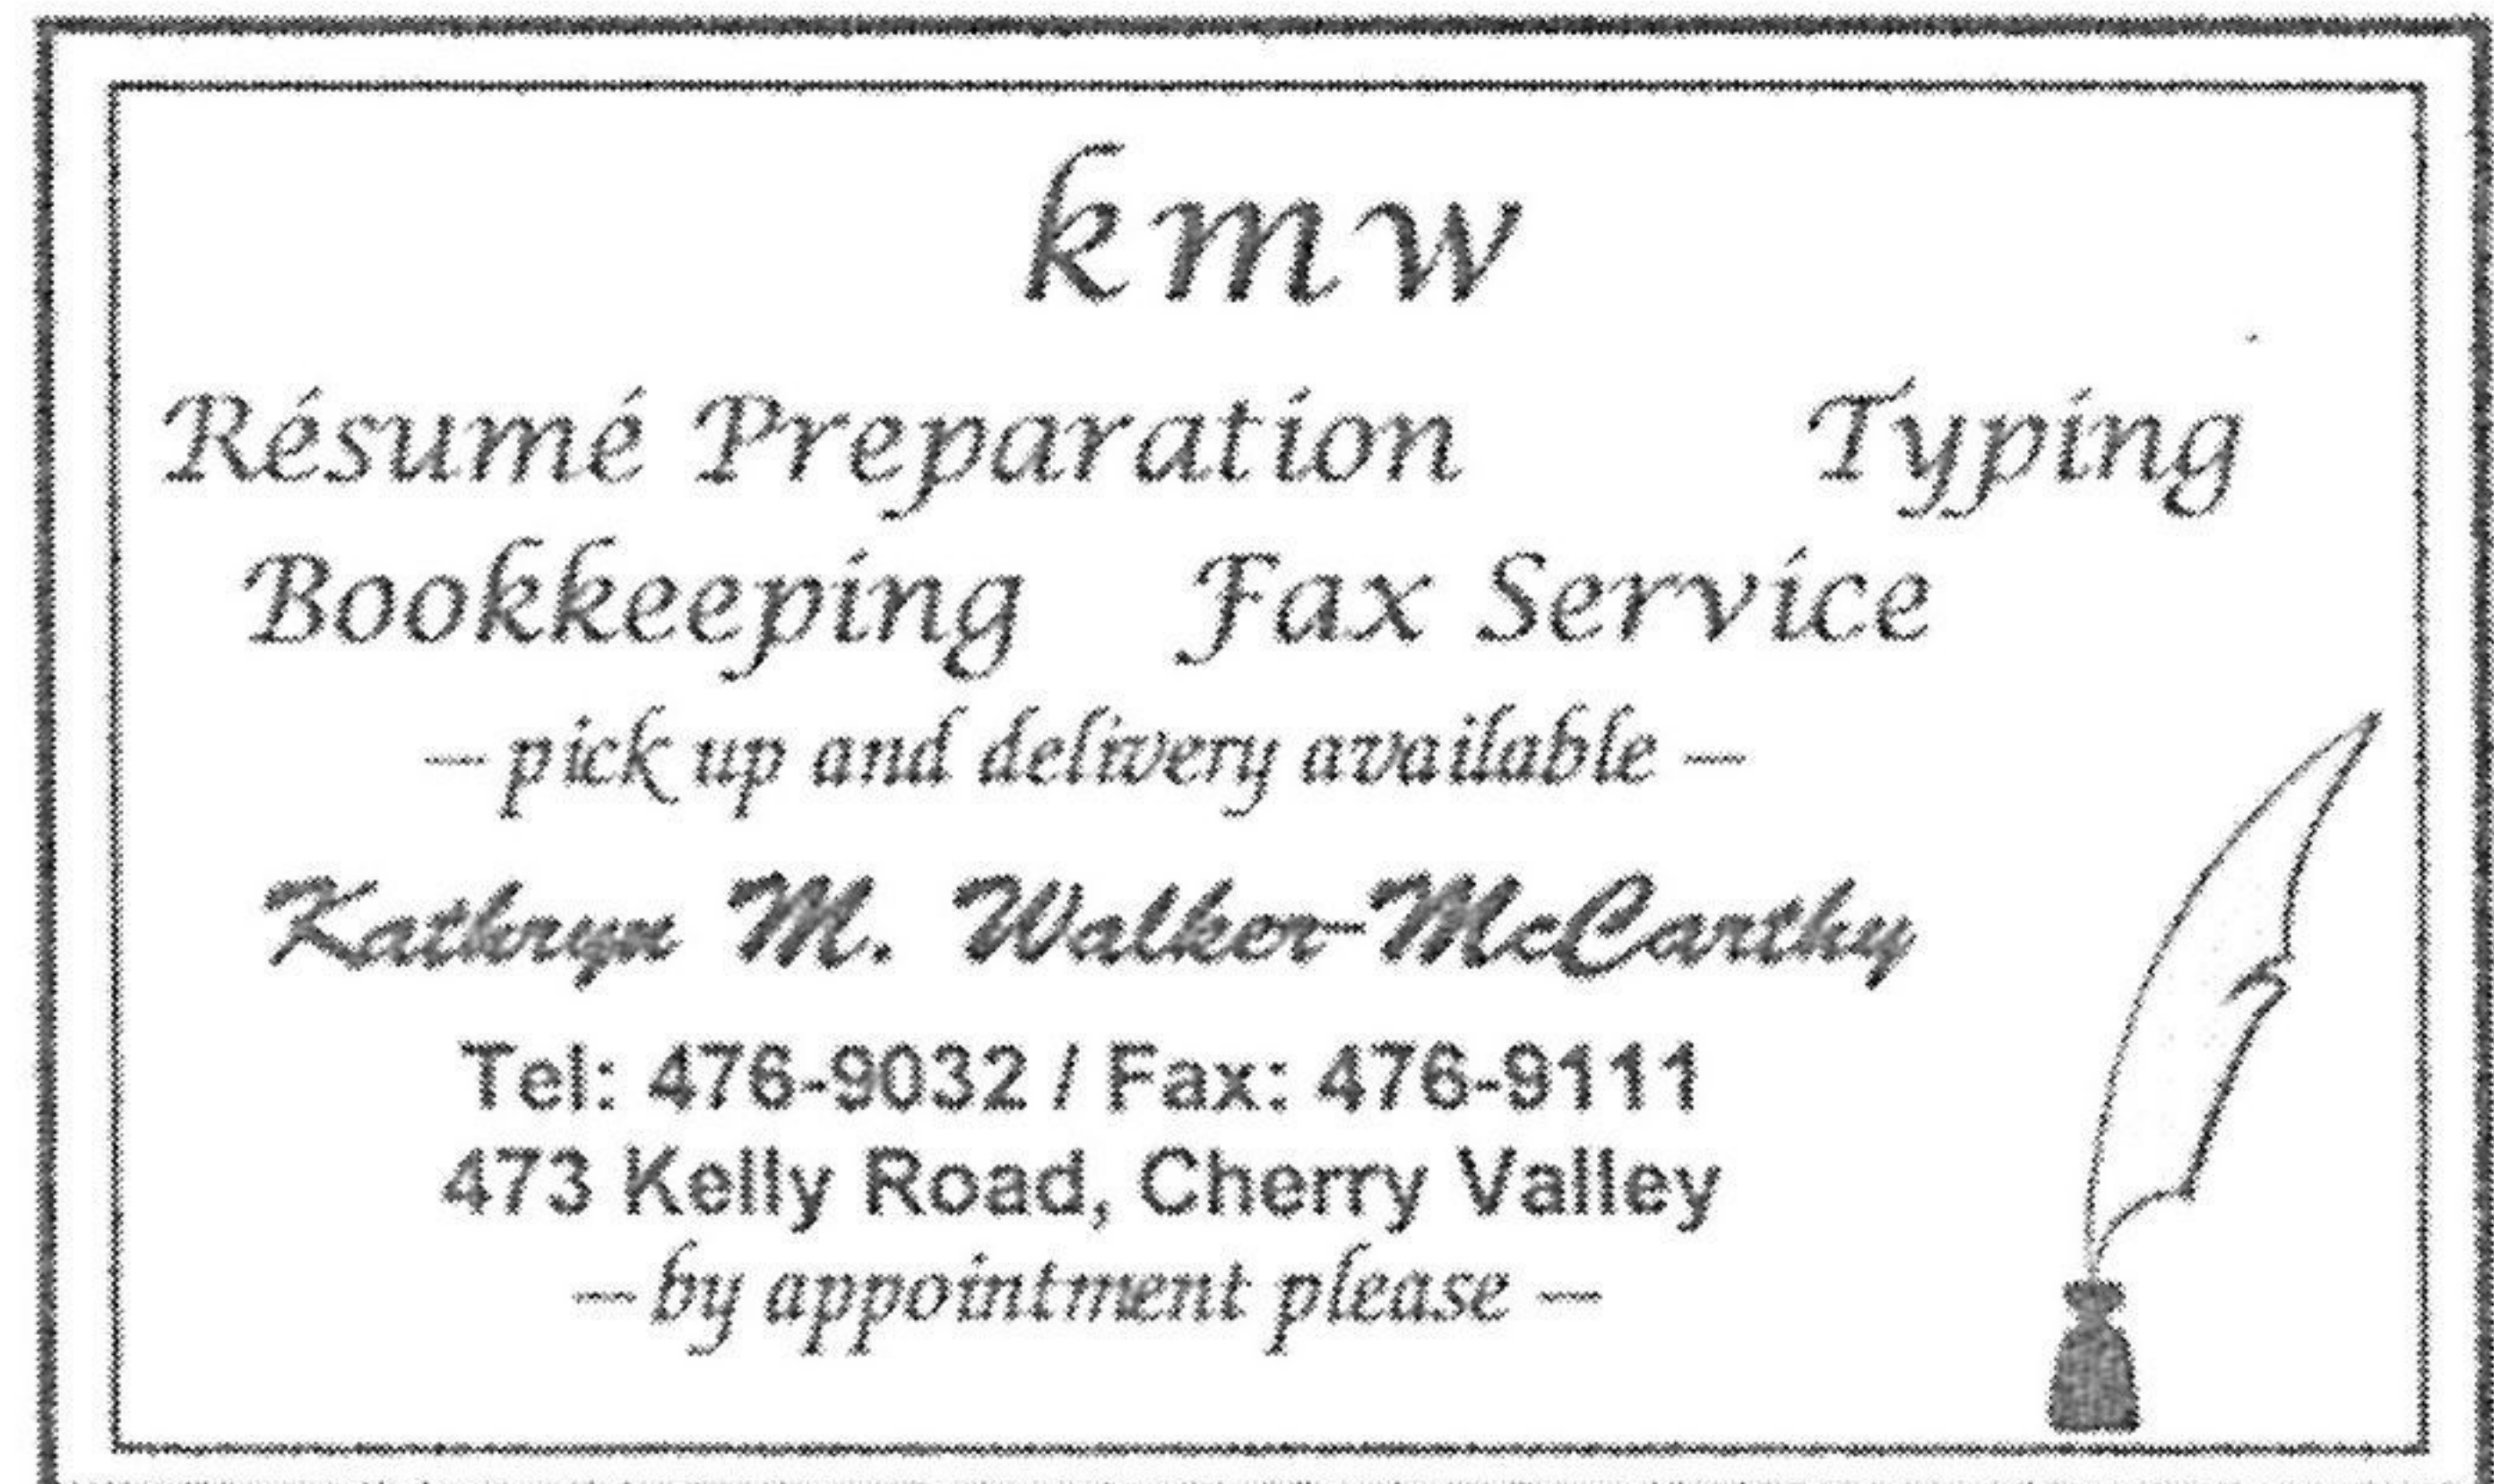 kmw
Résumé Preparation Typing
Bookkeeping Fax Service
— pick up and delivery available —
Kathryn M. Walker-McCarthy
Tel: 476-9032 / Fax: 476-9111
473 Kelly Road, Cherry Valley
— by appointment please —